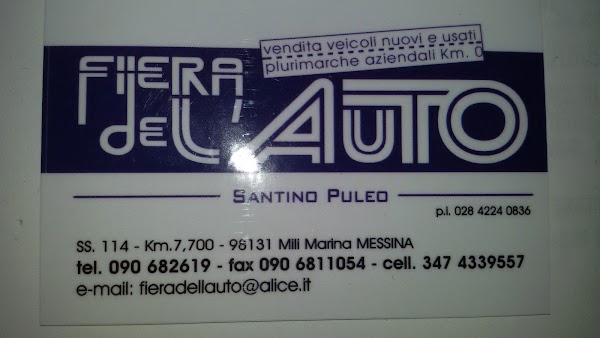 vendita veicoli nuovi e usati
plurimarche aziendali Km. 0
FIERA
deLL'AUTO
SANTINO PULEO
p.i. 028 4224 0836
SS. 114 - Km.7,700 - 98131 Mili Marina MESSINA
tel. 090 682619 - fax 090 6811054 - cell. 347 4339557
e-mail: fieradellauto@alice.it